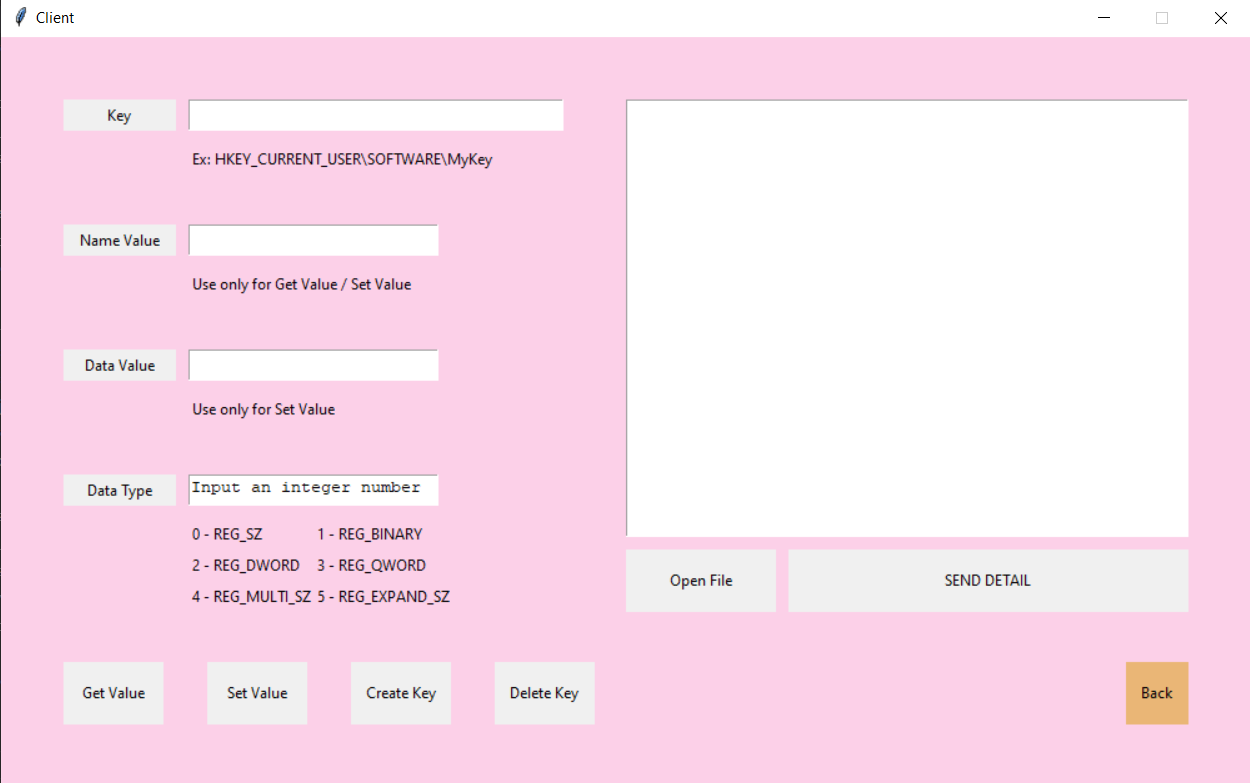 Client
Key
Ex: HKEY_CURRENT_USER\SOFTWARE\MyKey
Name Value
Use only for Get Value / Set Value
Data Value
Use only for Set Value
Data Type
Input an integer number
0 - REG_SZ 1 - REG_BINARY
2 - REG_DWORD 3 - REG_QWORD
4 - REG_MULTI_SZ 5 - REG_EXPAND_SZ
Open File
SEND DETAIL
Get Value
Set Value
Create Key
Delete Key
Back